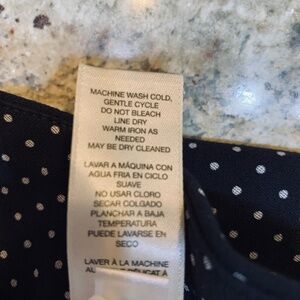 MACHINE WASH COLD,
GENTLE CYCLE
DO NOT BLEACH
LINE DRY
WARM IRON AS
NEEDED
MAY BE DRY CLEANED
LAVAR A MÁQUINA CON
AGUA FRIA EN CICLO
SUAVE
NO USAR CLORO
SECAR COLGADO
PLANCHAR A BAJA
TEMPERATURA
PUEDE LAVARSE EN
SECO
LAVER À LA MACHINE